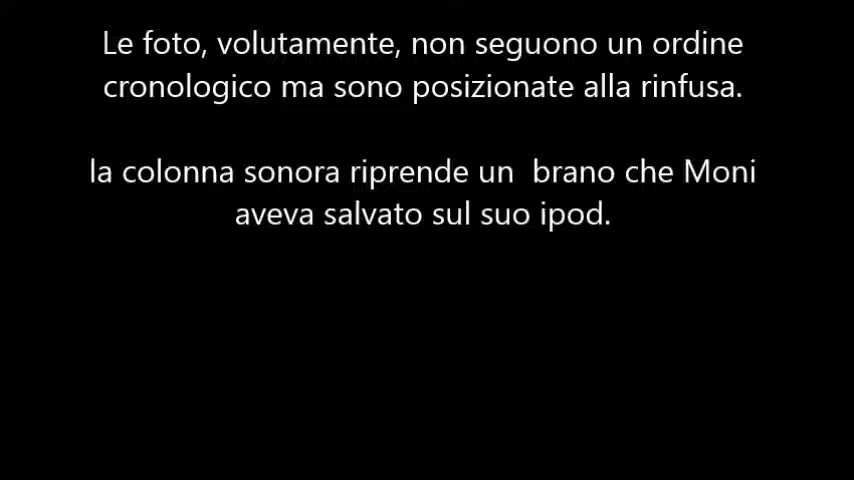 Le foto, volutamente, non seguono un ordine
cronologico ma sono posizionate alla rinfusa.
la colonna sonora riprende un  brano che Moni
aveva salvato sul suo ipod.